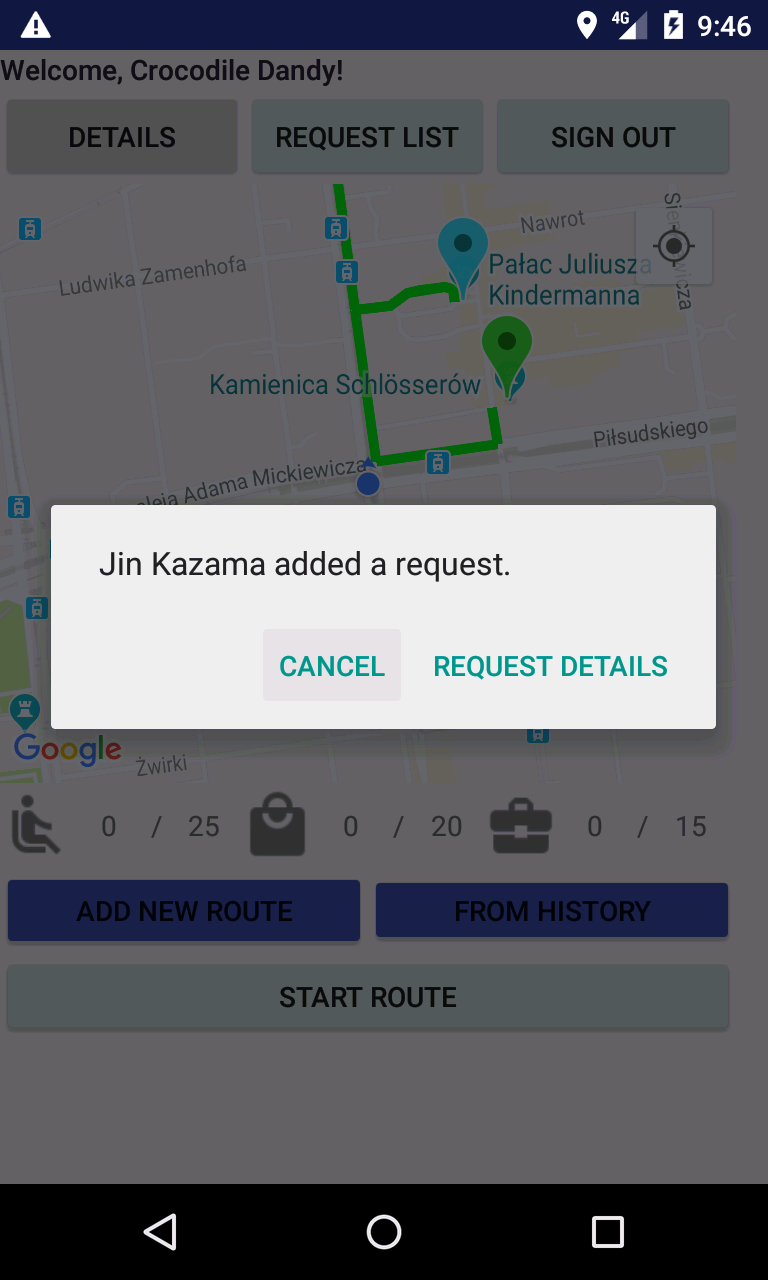 4G 9:46
Welcome, Crocodile Dandy!
DETAILS REQUEST LIST SIGN OUT
Nawrot
Ludwika Zamenhofa
Pałac Juliusza
Kindermanna
Kamienica Schlösserów
Piłsudskiego
aleja Adama Mickiewicza
Jin Kazama added a request.
CANCEL REQUEST DETAILS
Google
Żwirki
0 / 25 0 / 20 0 / 15
ADD NEW ROUTE FROM HISTORY
START ROUTE